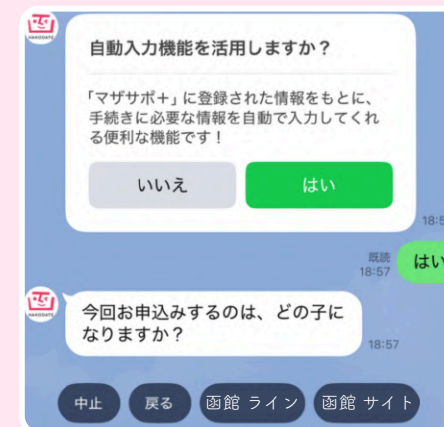 HAKODATE
自動入力機能を活用しますか？
「マザサポ＋」に登録された情報をもとに、
手続きに必要な情報を自動で入力してくれ
る便利な機能です！
いいえ
はい
18:5
既読
18:57
はい
HAKODATE
今回お申込みするのは、どの子に
なりますか？
18:57
中止
戻る
函館 ライン
函館 サイト